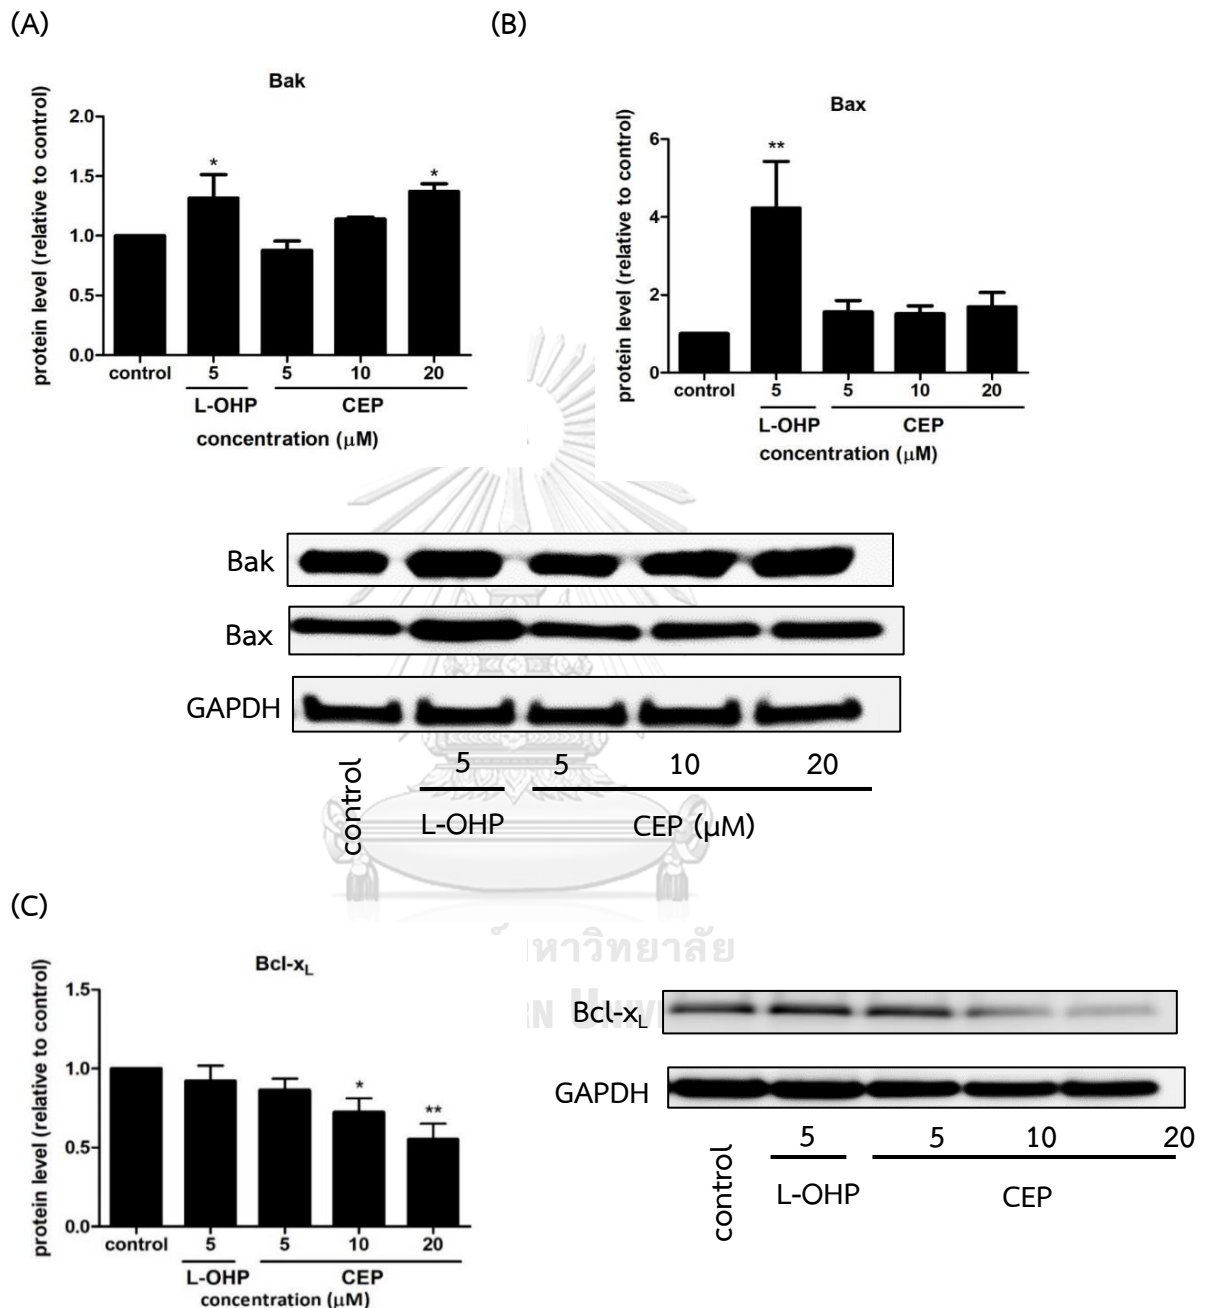 (A)
Bak
protein level (relative to control)
2.0
1.5
1.0
0.5
0.0
*
*
control 5 5 10 20
L-OHP CEP
concentration (μM)
(B)
Bax
protein level (relative to control)
6
4
2
0
**
control 5 5 10 20
L-OHP CEP
concentration (μM)
Bak
Bax
GAPDH
control 5 5 10 20
L-OHP CEP (μM)
(C)
Bcl-xL
protein level (relative to control)
1.5
1.0
0.5
0.0
*
**
control 5 5 10 20
L-OHP CEP
concentration (μM)
Bcl-xL
GAPDH
control 5 5 10 20
L-OHP CEP